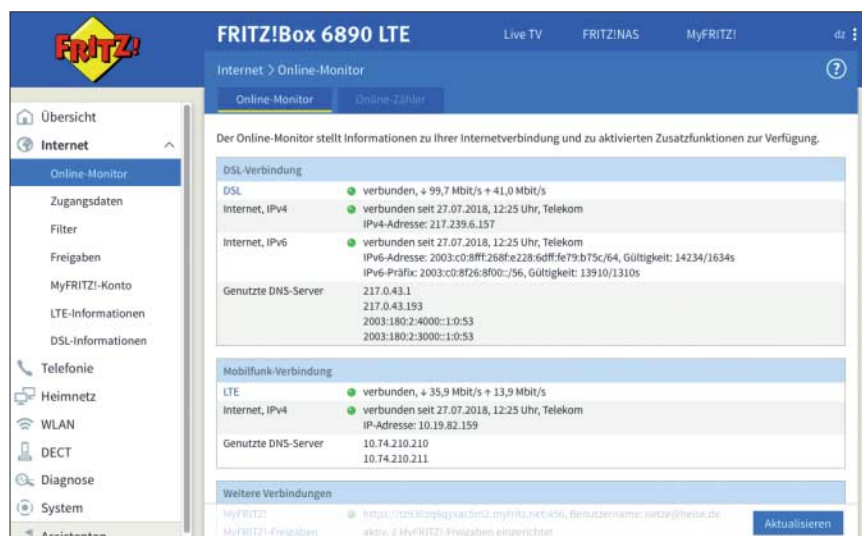 FRITZ!
FRITZ!Box 6890 LTE
Live TV
FRITZ!NAS
MyFRITZ!
dz
Internet > Online-Monitor
?
Online-Monitor
Online-Zähler
Übersicht
Internet
Online-Monitor
Zugangsdaten
Filter
Freigaben
MyFRITZ!-Konto
LTE-Informationen
DSL-Informationen
Telefonie
Heimnetz
WLAN
DECT
Diagnose
System
Assistenten
Der Online-Monitor stellt Informationen zu Ihrer Internetverbindung und zu aktivierten Zusatzfunktionen zur Verfügung.
DSL-Verbindung
DSL verbunden, ↓ 99,7 Mbit/s ↑ 41,0 Mbit/s
Internet, IPv4 verbunden seit 27.07.2018, 12:25 Uhr, Telekom
IPv4-Adresse: 217.239.6.157
Internet, IPv6 verbunden seit 27.07.2018, 12:25 Uhr, Telekom
IPv6-Adresse: 2003:c0:8fff:268f:e228:6dff:fe79:b75c/64, Gültigkeit: 14234/1634s
IPv6-Präfix: 2003:c0:8f26:8f00::/56, Gültigkeit: 13910/1310s
Genutzte DNS-Server 217.0.43.1
217.0.43.193
2003:180:2:4000::1:0:53
2003:180:2:3000::1:0:53
Mobilfunk-Verbindung
LTE verbunden, ↓ 35,9 Mbit/s ↑ 13,9 Mbit/s
Internet, IPv4 verbunden seit 27.07.2018, 12:25 Uhr, Telekom
IP-Adresse: 10.19.82.159
Genutzte DNS-Server 10.74.210.210
10.74.210.211
Weitere Verbindungen
MyFRITZ! Benutzername: netze@heise.de
MyFRITZ!-Freigaben aktiv, 2 MyFRITZ!-Freigaben eingerichtet
Aktualisieren